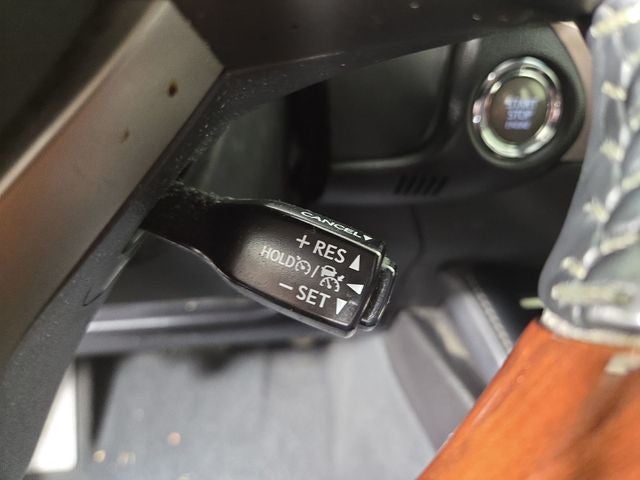 START
STOP
ENGINE
CANCEL▼
+ RES ▲
HOLD / ◀
− SET ▼